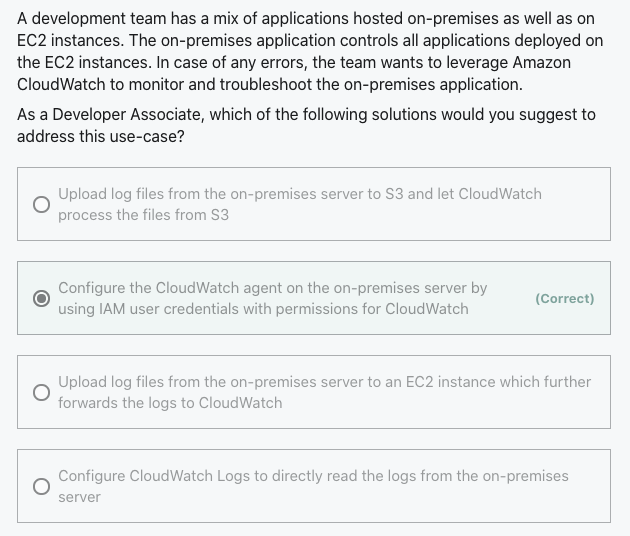 A development team has a mix of applications hosted on-premises as well as on
EC2 instances. The on-premises application controls all applications deployed on
the EC2 instances. In case of any errors, the team wants to leverage Amazon
CloudWatch to monitor and troubleshoot the on-premises application.
As a Developer Associate, which of the following solutions would you suggest to
address this use-case?
Upload log files from the on-premises server to S3 and let CloudWatch
process the files from S3
Configure the CloudWatch agent on the on-premises server by
using IAM user credentials with permissions for CloudWatch
(Correct)
Upload log files from the on-premises server to an EC2 instance which further
forwards the logs to CloudWatch
Configure CloudWatch Logs to directly read the logs from the on-premises
server